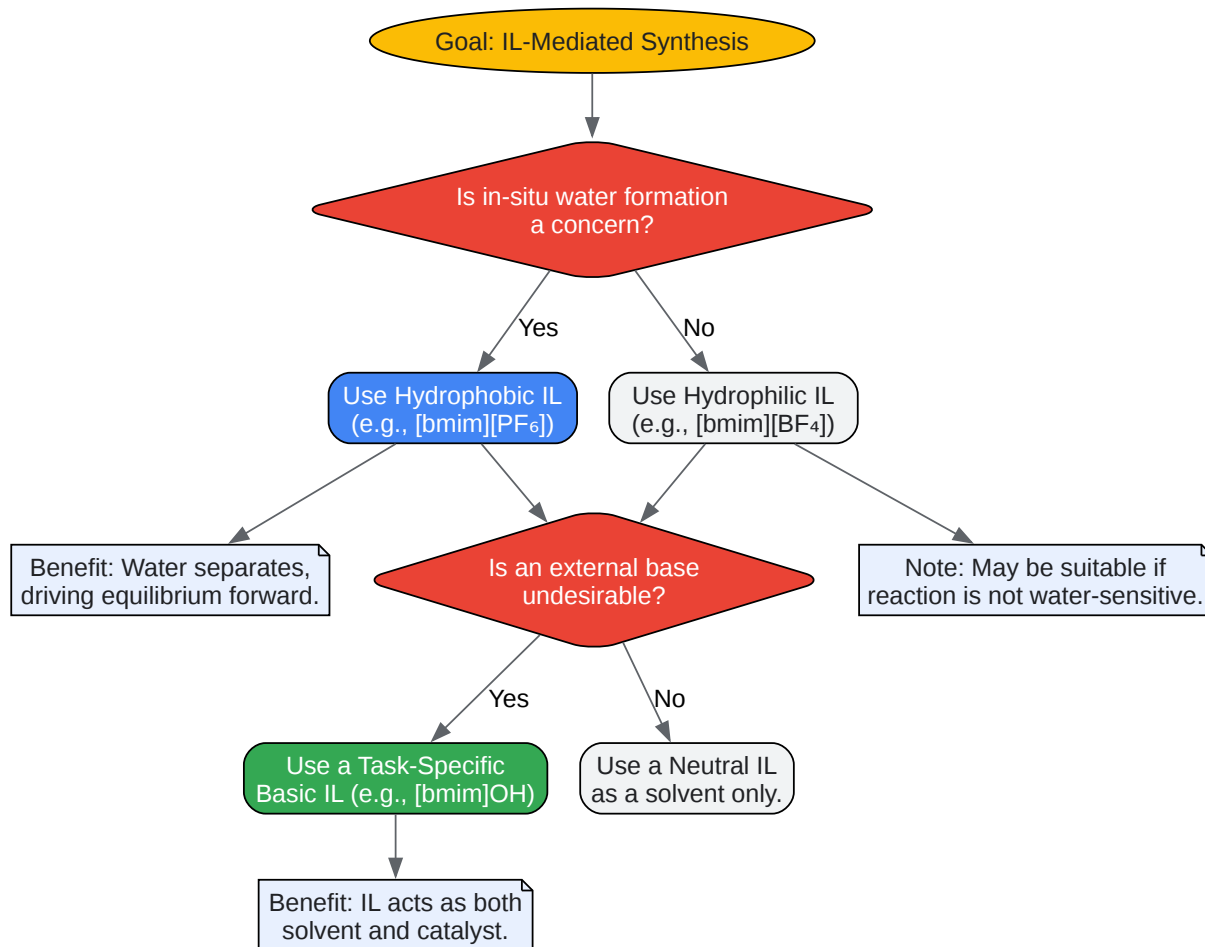 Goal: IL-Mediated Synthesis
Is in-situ water formation
a concern?
Yes
No
Use Hydrophobic IL
(e.g., [bmim][PF₆])
Use Hydrophilic IL
(e.g., [bmim][BF₄])
Benefit: Water separates,
driving equilibrium forward.
Is an external base
undesirable?
Note: May be suitable if
reaction is not water-sensitive.
Yes
No
Use a Task-Specific
Basic IL (e.g., [bmim]OH)
Use a Neutral IL
as a solvent only.
Benefit: IL acts as both
solvent and catalyst.